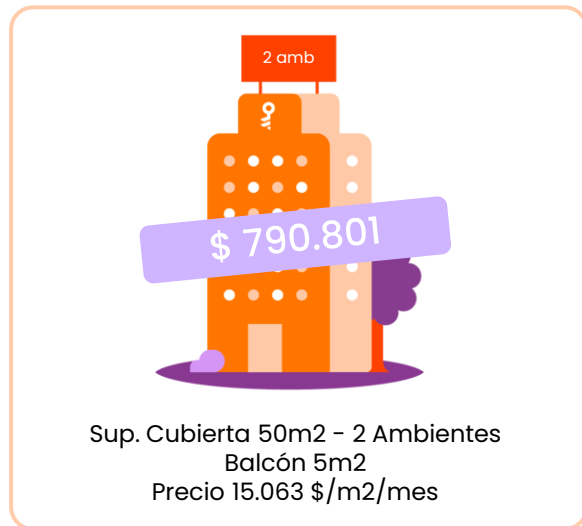 2 amb
$ 790.801
Sup. Cubierta 50m2 - 2 Ambientes
Balcón 5m2
Precio 15.063 $/m2/mes